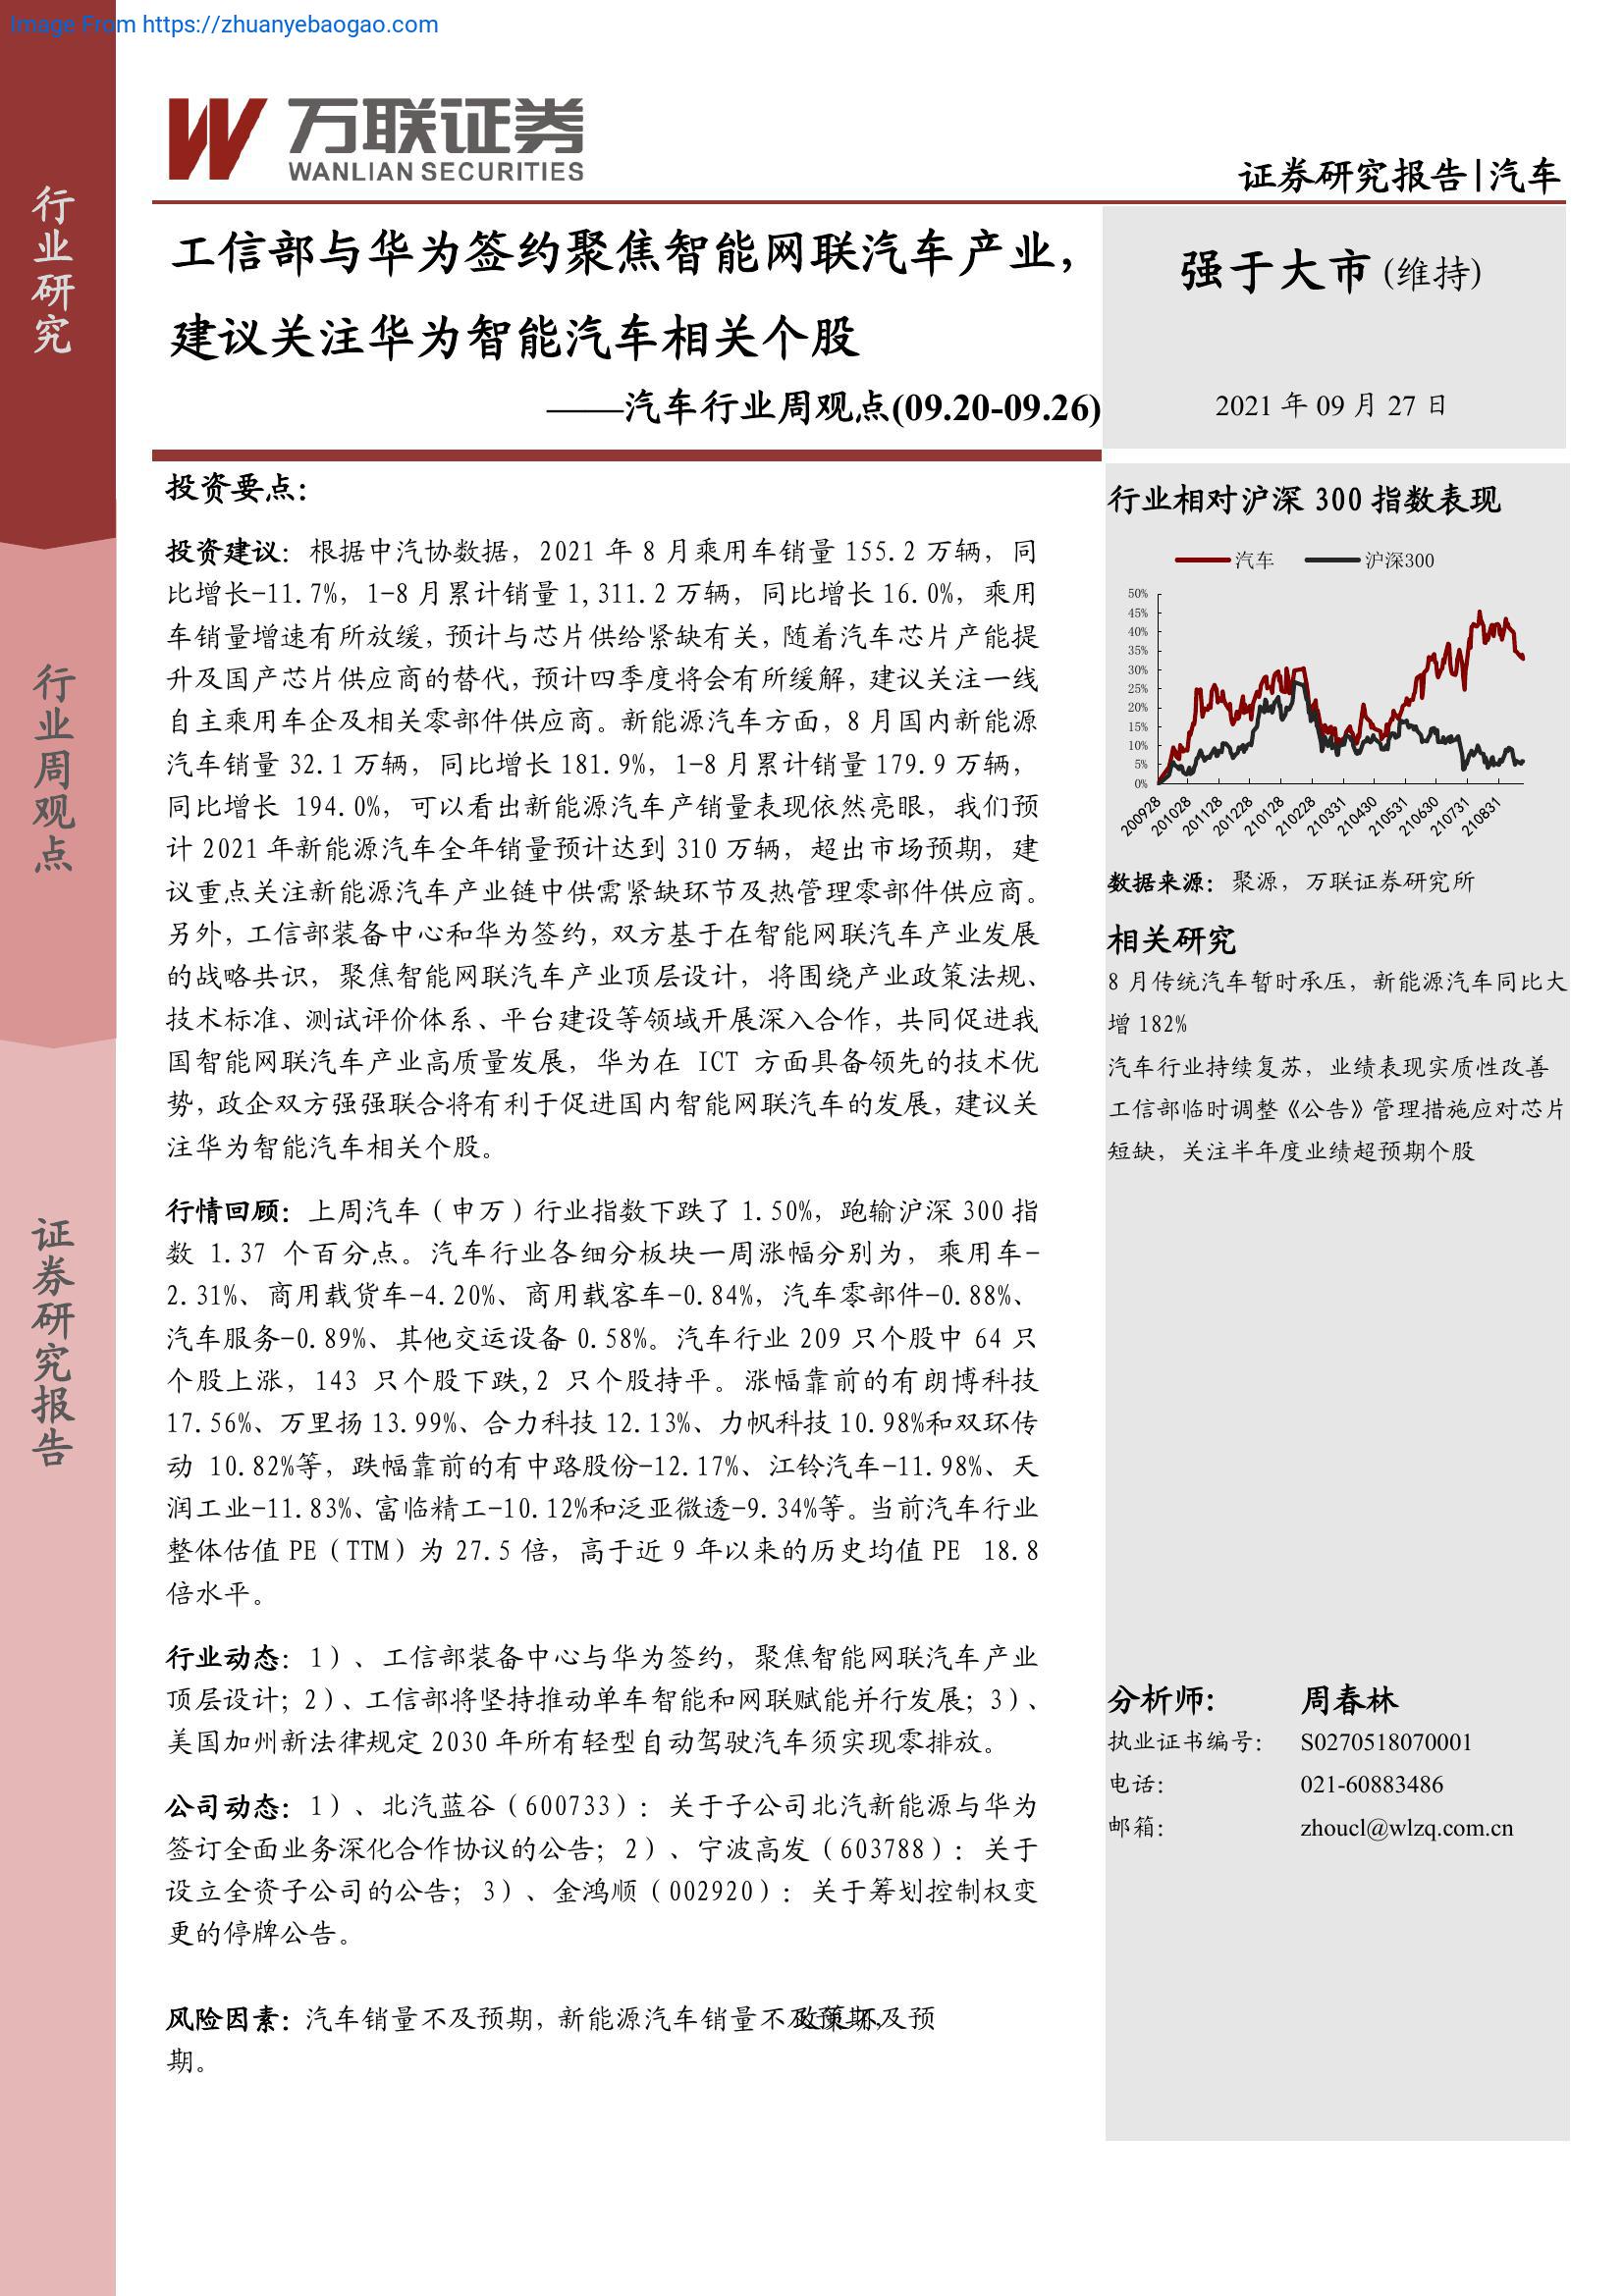 Image From https://zhuanyebaogao.com
万联证券
WANLIAN SECURITIES
证券研究报告|汽车
行业研究
行业周观点
证券研究报告
工信部与华为签约聚焦智能网联汽车产业，
建议关注华为智能汽车相关个股
——汽车行业周观点(09.20-09.26)
强于大市(维持)
2021 年 09 月 27 日
投资要点：
投资建议：根据中汽协数据，2021 年 8 月乘用车销量 155.2 万辆，同
比增长-11.7%，1-8 月累计销量 1,311.2 万辆，同比增长 16.0%，乘用
车销量增速有所放缓，预计与芯片供给紧缺有关，随着汽车芯片产能提
升及国产芯片供应商的替代，预计四季度将会有所缓解，建议关注一线
自主乘用车企及相关零部件供应商。新能源汽车方面，8 月国内新能源
汽车销量 32.1 万辆，同比增长 181.9%，1-8 月累计销量 179.9 万辆，
同比增长 194.0%，可以看出新能源汽车产销量表现依然亮眼，我们预
计 2021 年新能源汽车全年销量预计达到 310 万辆，超出市场预期，建
议重点关注新能源汽车产业链中供需紧缺环节及热管理零部件供应商。
另外，工信部装备中心和华为签约，双方基于在智能网联汽车产业发展
的战略共识，聚焦智能网联汽车产业顶层设计，将围绕产业政策法规、
技术标准、测试评价体系、平台建设等领域开展深入合作，共同促进我
国智能网联汽车产业高质量发展，华为在 ICT 方面具备领先的技术优
势，政企双方强强联合将有利于促进国内智能网联汽车的发展，建议关
注华为智能汽车相关个股。
行情回顾：上周汽车（申万）行业指数下跌了 1.50%，跑输沪深 300 指
数 1.37 个百分点。汽车行业各细分板块一周涨幅分别为，乘用车-
2.31%、商用载货车-4.20%、商用载客车-0.84%，汽车零部件-0.88%、
汽车服务-0.89%、其他交运设备 0.58%。汽车行业 209 只个股中 64 只
个股上涨，143 只个股下跌,2 只个股持平。涨幅靠前的有朗博科技
17.56%、万里扬 13.99%、合力科技 12.13%、力帆科技 10.98%和双环传
动 10.82%等，跌幅靠前的有中路股份-12.17%、江铃汽车-11.98%、天
润工业-11.83%、富临精工-10.12%和泛亚微透-9.34%等。当前汽车行业
整体估值 PE（TTM）为 27.5 倍，高于近 9 年以来的历史均值 PE 18.8
倍水平。
行业动态：1）、工信部装备中心与华为签约，聚焦智能网联汽车产业
顶层设计；2）、工信部将坚持推动单车智能和网联赋能并行发展；3）、
美国加州新法律规定 2030 年所有轻型自动驾驶汽车须实现零排放。
公司动态：1）、北汽蓝谷（600733）：关于子公司北汽新能源与华为
签订全面业务深化合作协议的公告；2）、宁波高发（603788）：关于
设立全资子公司的公告；3）、金鸿顺（002920）：关于筹划控制权变
更的停牌公告。
风险因素：汽车销量不及预期，新能源汽车销量不及预期，政策不及预
期。
行业相对沪深 300 指数表现
汽车 沪深300
50%
45%
40%
35%
30%
25%
20%
15%
10%
5%
0%
200928 201028 201128 201228 210128 210228 210331 210430 210531 210630 210731 210831
数据来源：聚源，万联证券研究所
相关研究
8 月传统汽车暂时承压，新能源汽车同比大
增 182%
汽车行业持续复苏，业绩表现实质性改善
工信部临时调整《公告》管理措施应对芯片
短缺，关注半年度业绩超预期个股
分析师： 周春林
执业证书编号： S0270518070001
电话： 021-60883486
邮箱： zhoucl@wlzq.com.cn